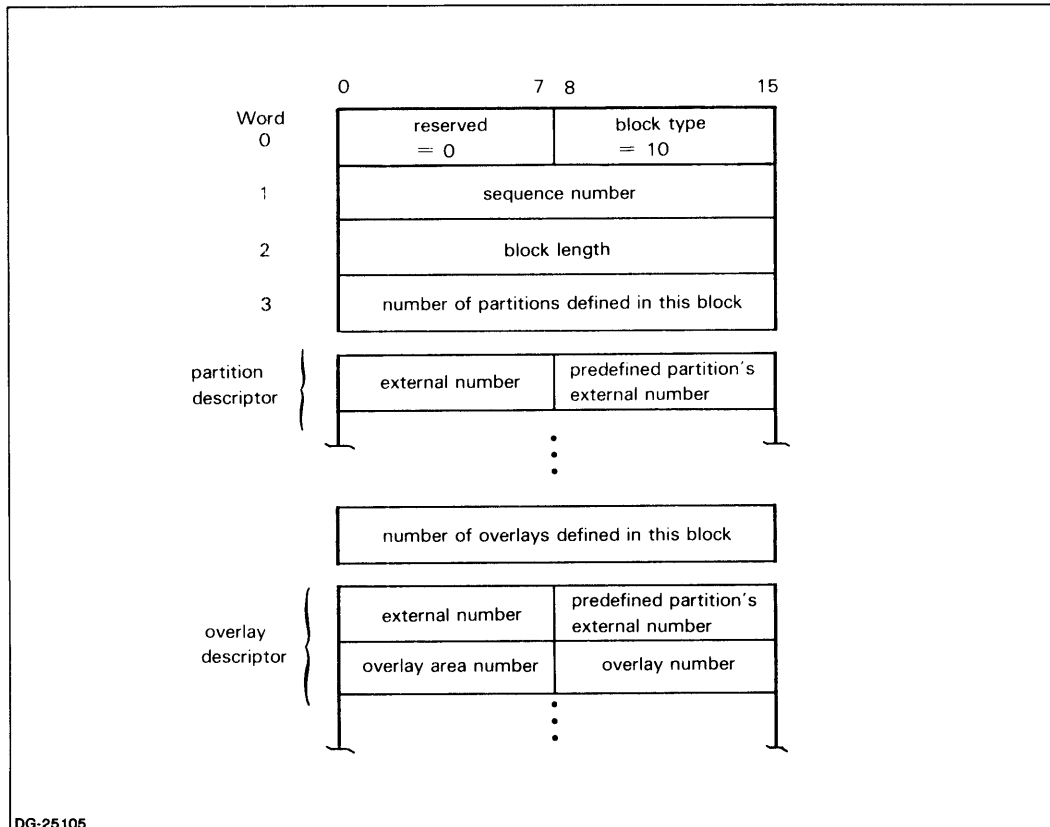 0 7 8 15
Word
0
reserved
= 0
block type
= 10
1 sequence number
2 block length
3 number of partitions defined in this block
partition
descriptor
external number
predefined partition's
external number
number of overlays defined in this block
overlay
descriptor
external number
predefined partition's
external number
overlay area number overlay number
DG-25105